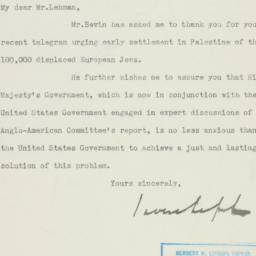 My dear Mr.Lehman,
Mr.Bevin has asked me to thank you for you
recent telegram urging early settlement in Palestine of th
100,000 displaced European Jews.
He further wishes me to assure you that Hi
Majesty's Government, which is now in conjunction with the
United States Government engaged in expert discussions of
Anglo-American Committee's report, is no less anxious than
the United States Government to achieve a just and lasting
solution of this problem.
Yours sincerely,